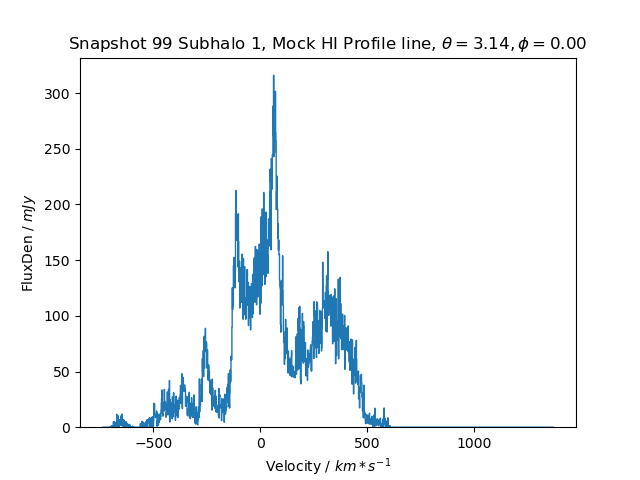 Snapshot 99 Subhalo 1, Mock HI Profile line, θ = 3.14, ϕ = 0.00
FluxDen / mJy
300
250
200
150
100
50
0
−500 0 500 1000
Velocity / km * s⁻¹